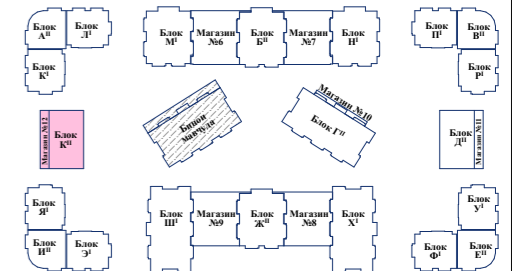 Блок
Аᴵᴵ
Блок
Лᴵ
Блок
Кᴵ
Блок
Мᴵ
Магазин
№6
Блок
Бᴵᴵ
Магазин
№7
Блок
Нᴵ
Блок
Пᴵ
Блок
Вᴵᴵ
Блок
Рᴵ
Магазин №12
Блок
Кᴵᴵ
Бинои
мавҷуда
Магазин №10
Блок Гᴵᴵ
Блок
Дᴵᴵ
Магазин №11
Блок
Яᴵ
Блок
Иᴵᴵ
Блок
Эᴵ
Блок
Шᴵ
Магазин
№9
Блок
Жᴵᴵ
Магазин
№8
Блок
Хᴵ
Блок
Уᴵ
Блок
Фᴵ
Блок
Еᴵᴵ